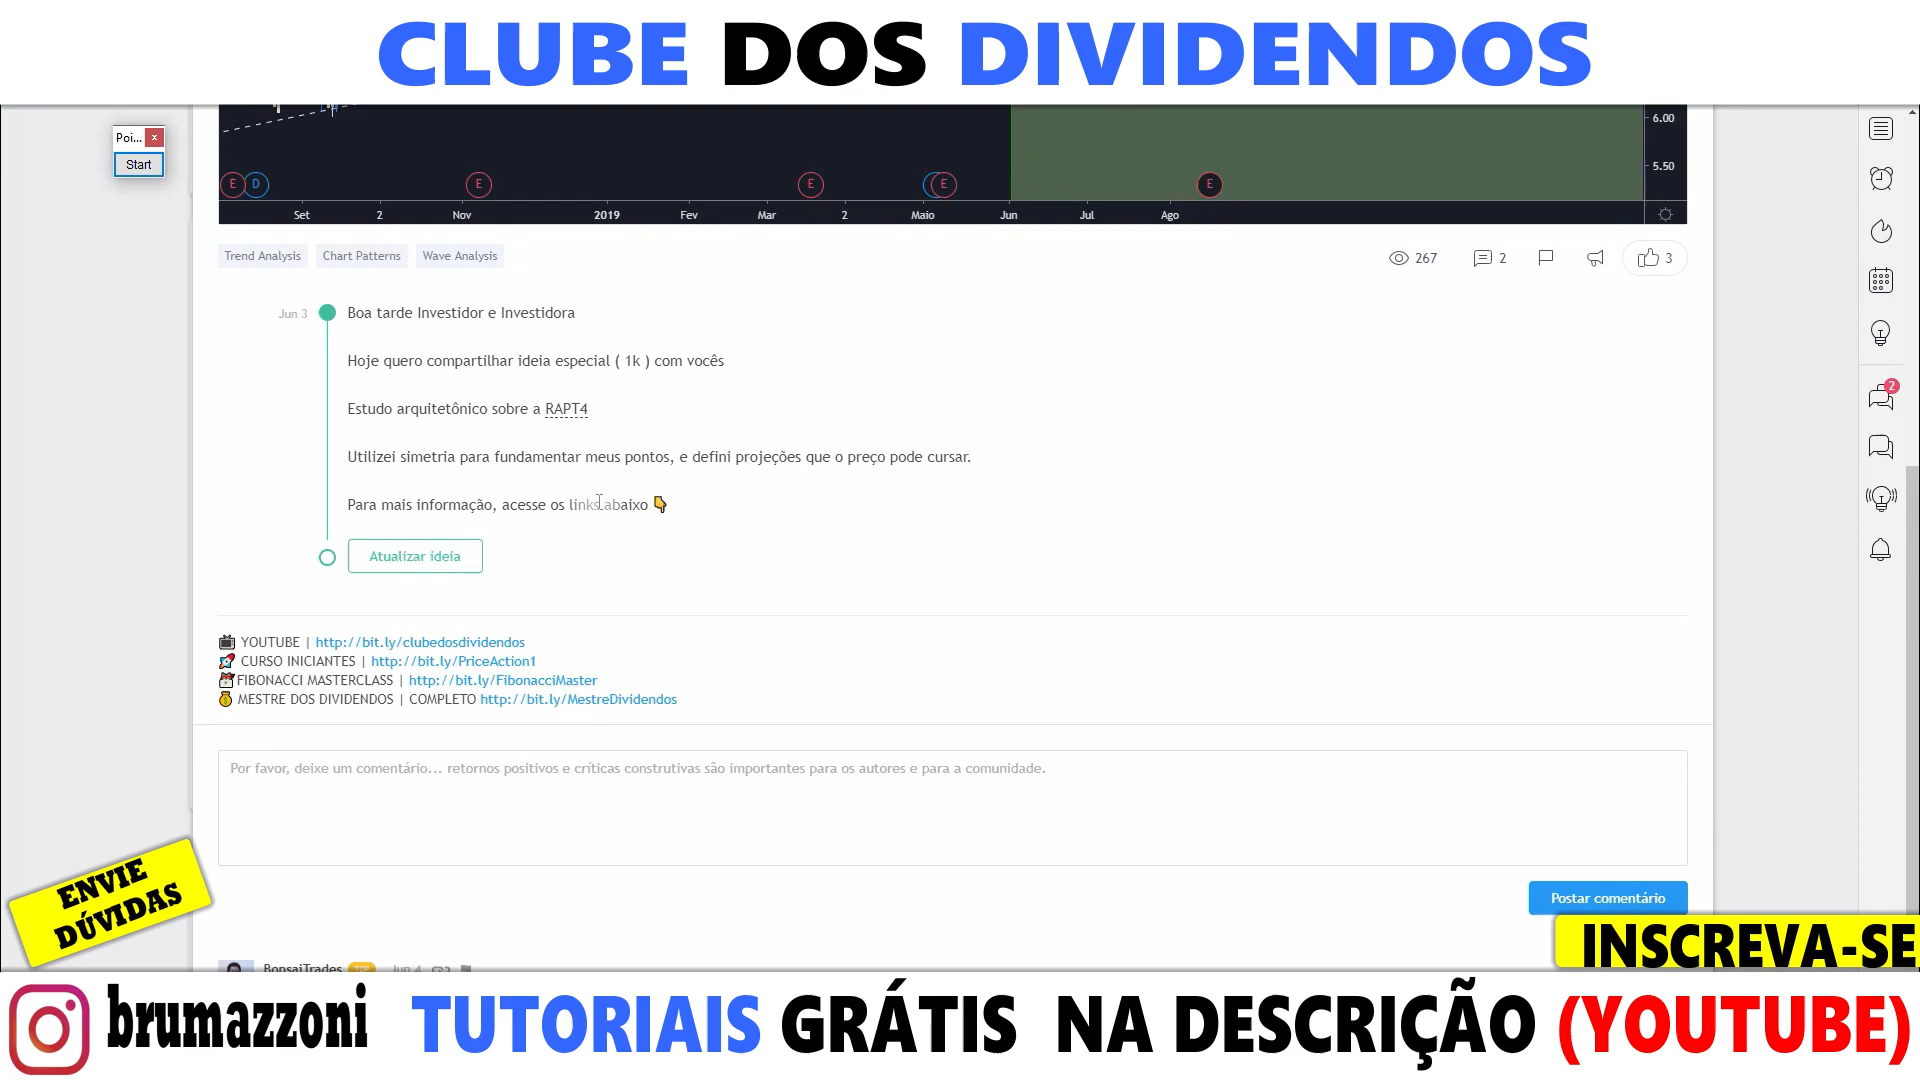 CLUBE DOS DIVIDENDOS
Poi...
Start
6.00
5.50
E D E E E E
Set 2 Nov 2019 Fev Mar 2 Maio Jun Jul Ago
Trend Analysis Chart Patterns Wave Analysis
267 2 3
Jun 3 Boa tarde Investidor e Investidora
Hoje quero compartilhar ideia especial ( 1k ) com vocês
Estudo arquitetônico sobre a RAPT4
Utilizei simetria para fundamentar meus pontos, e defini projeções que o preço pode cursar.
Para mais informação, acesse os links abaixo 👇
Atualizar ideia
2
YOUTUBE | http://bit.ly/clubedosdividendos
CURSO INICIANTES | http://bit.ly/PriceAction1
FIBONACCI MASTERCLASS | http://bit.ly/FibonacciMaster
MESTRE DOS DIVIDENDOS | COMPLETO http://bit.ly/MestreDividendos
Por favor, deixe um comentário... retornos positivos e críticas construtivas são importantes para os autores e para a comunidade.
Postar comentário
ENVIE
DÚVIDAS
INSCREVA-SE
BonsaiTrades TOP Jun 4
brumazzoni TUTORIAIS GRÁTIS NA DESCRIÇÃO (YOUTUBE)